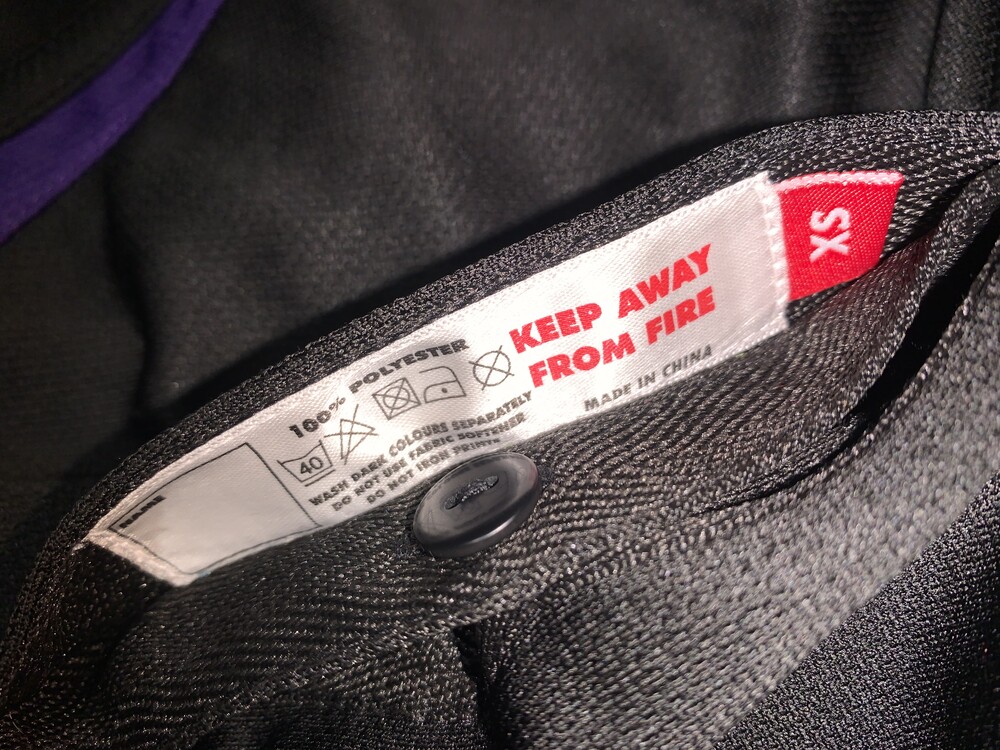 NAME
100% POLYESTER
40
WASH DARK COLOURS SEPARATELY
DO NOT USE FABRIC SOFTENER
DO NOT IRON PRINTS
KEEP AWAY
FROM FIRE
MADE IN CHINA
XS